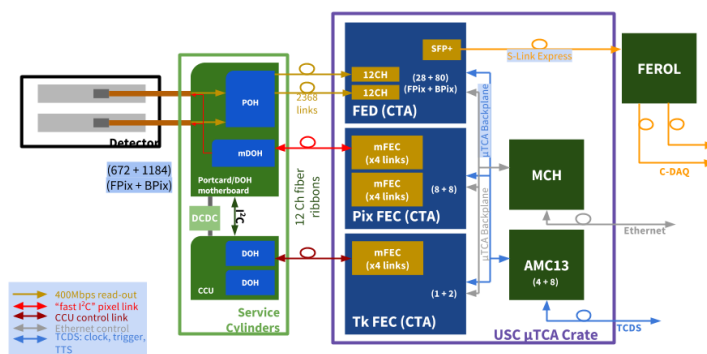 SFP+
S-Link Express
FEROL
12CH
12CH
(28 + 80)
(FPix + BPix)
FED (CTA)
POH
2368
links
mDOH
Detector
(672 + 1184)
(FPix + BPix)
Portcard/DOH
motherboard
DCDC
I²C
12 Ch fiber
ribbons
mFEC
(x4 links)
mFEC
(x4 links)
(8 + 8)
Pix FEC (CTA)
µTCA Backplane
µTCA Backplane
MCH
C-DAQ
Ethernet
DOH
DOH
CCU
mFEC
(x4 links)
(1 + 2)
Tk FEC (CTA)
AMC13
(4 + 8)
TCDS
Service
Cylinders
USC µTCA Crate
400Mbps read-out
“fast I²C” pixel link
CCU control link
Ethernet control
TCDS: clock, trigger,
TTS